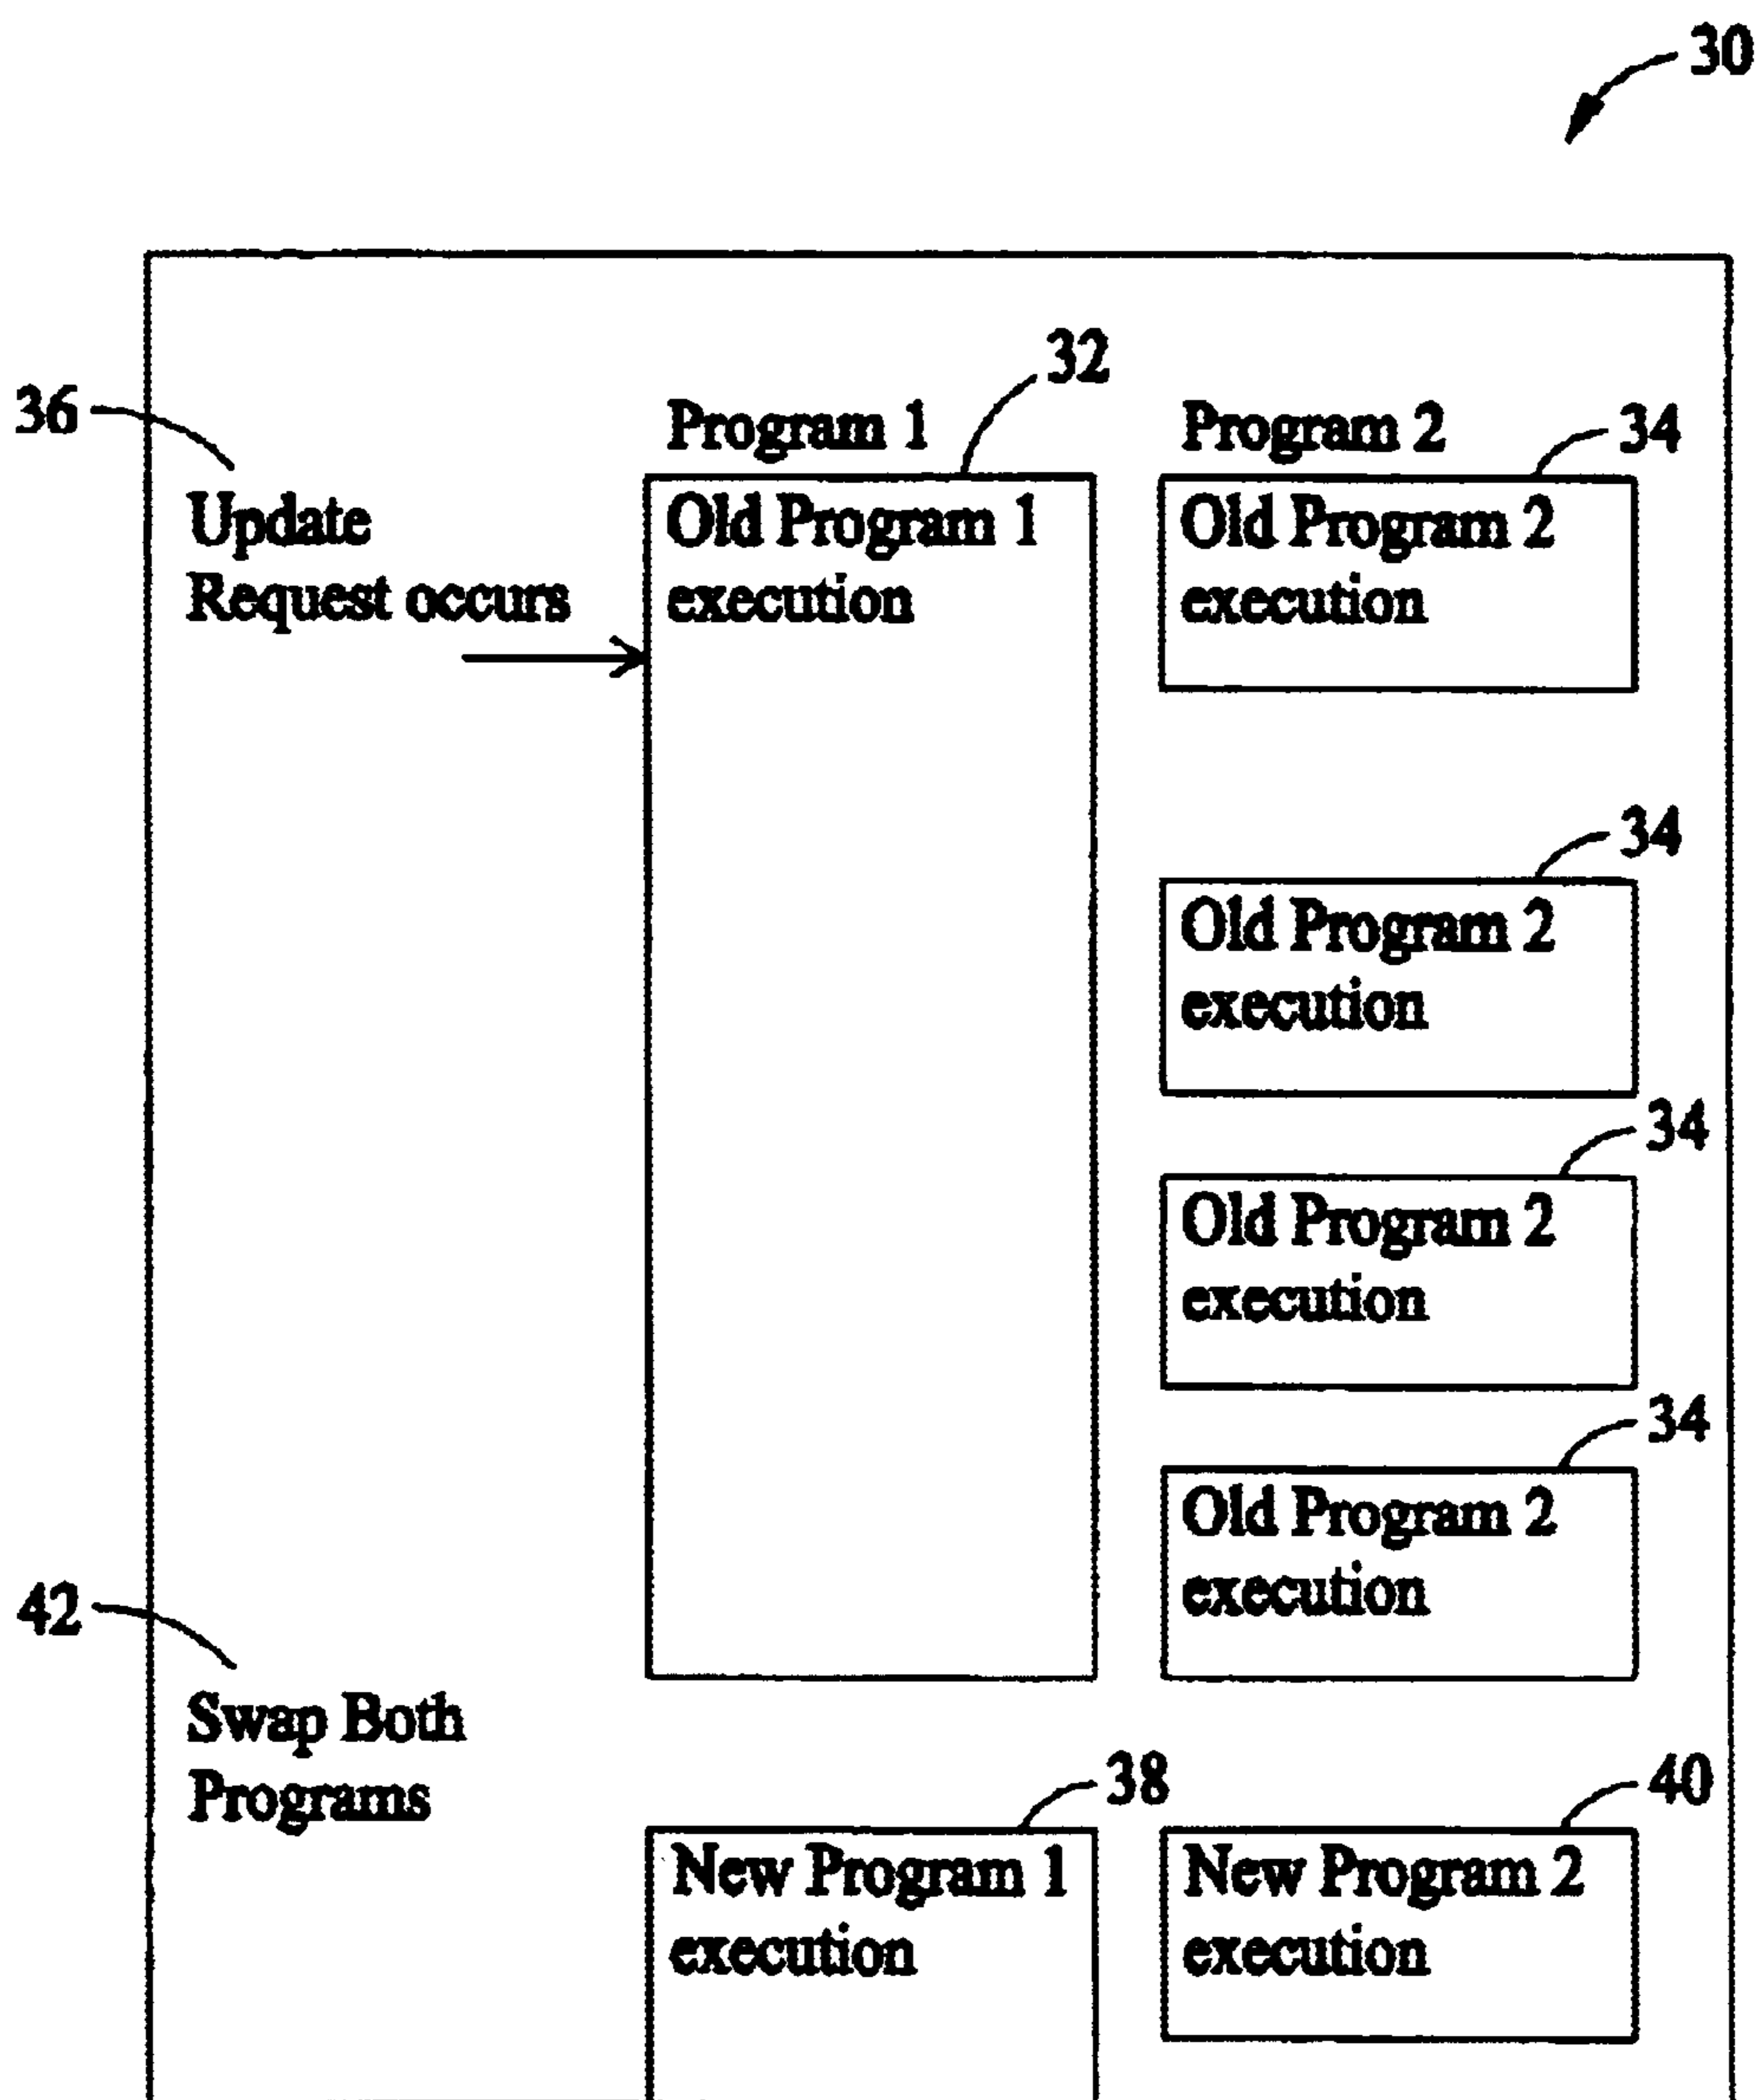 30
32
36
Program 1
Program 2
34
Update
Request occurs
Old Program 1
execution
Old Program 2
execution
34
Old Program 2
execution
34
Old Program 2
execution
34
Old Program 2
execution
42
Swap Both
Programs
38
40
New Program 1
execution
New Program 2
execution